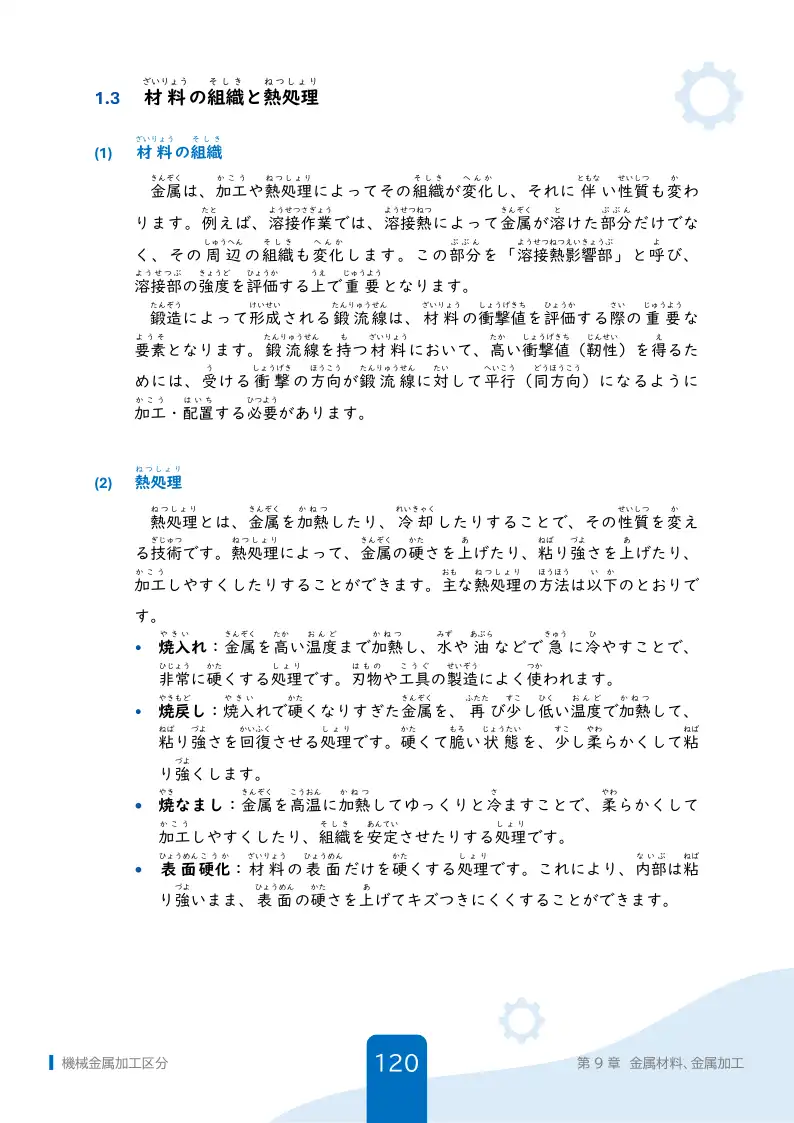 1.3 材料の組織と熱処理
(1) 材料の組織
金属は、加工や熱処理によってその組織が変化し、それに伴い性質も変わ
ります。例えば、溶接作業では、溶接熱によって金属が溶けた部分だけでな
く、その周辺の組織も変化します。この部分を「溶接熱影響部」と呼び、
溶接部の強度を評価する上で重要となります。
鍛造によって形成される鍛流線は、材料の衝撃値を評価する際の重要な
要素となります。鍛流線を持つ材料において、高い衝撃値（靭性）を得るた
めには、受ける衝撃の方向が鍛流線に対して平行（同方向）になるように
加工・配置する必要があります。
(2) 熱処理
熱処理とは、金属を加熱したり、冷却したりすることで、その性質を変え
る技術です。熱処理によって、金属の硬さを上げたり、粘り強さを上げたり、
加工しやすくしたりすることができます。主な熱処理の方法は以下のとおりで
す。
• 焼入れ：金属を高い温度まで加熱し、水や油などで急に冷やすことで、
非常に硬くする処理です。刃物や工具の製造によく使われます。
• 焼戻し：焼入れで硬くなりすぎた金属を、再び少し低い温度で加熱して、
粘り強さを回復させる処理です。硬くて脆い状態を、少し柔らかくして粘
り強くします。
• 焼なまし：金属を高温に加熱してゆっくりと冷ますことで、柔らかくして
加工しやすくしたり、組織を安定させたりする処理です。
• 表面硬化：材料の表面だけを硬くする処理です。これにより、内部は粘
り強いまま、表面の硬さを上げてキズつきにくくすることができます。
機械金属加工区分
120
第 9 章 金属材料、金属加工